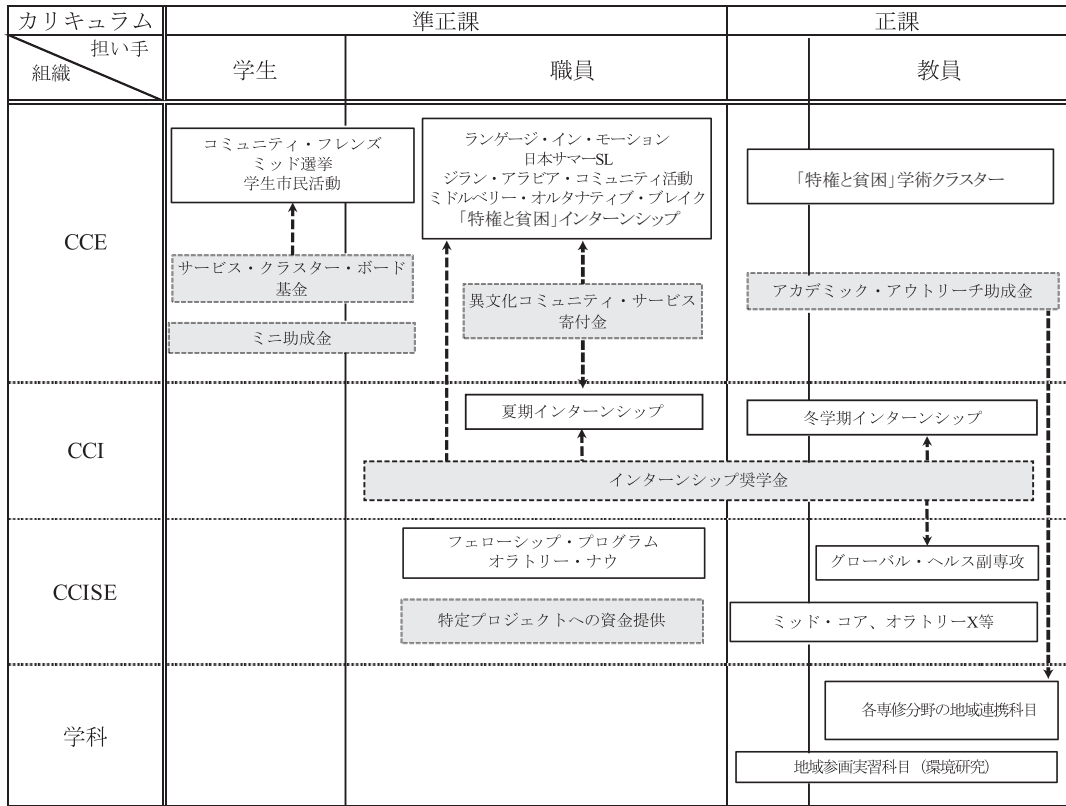 カリキュラム
準正課
正課
担い手
組織
学生
職員
教員
CCE
コミュニティ・フレンズ
ミッド選挙
学生市民活動
サービス・クラスター・ボード
基金
ミニ助成金
ランゲージ・イン・モーション
日本サマーSL
ジラン・アラビア・コミュニティ活動
ミドルベリー・オルタナティブ・ブレイク
「特権と貧困」インターンシップ
異文化コミュニティ・サービス
寄付金
「特権と貧困」学術クラスター
アカデミック・アウトリーチ助成金
CCI
夏期インターンシップ
冬学期インターンシップ
インターンシップ奨学金
CCISE
フェローシップ・プログラム
オラトリー・ナウ
特定プロジェクトへの資金提供
グローバル・ヘルス副専攻
ミッド・コア、オラトリーX等
学科
各専修分野の地域連携科目
地域参画実習科目（環境研究）